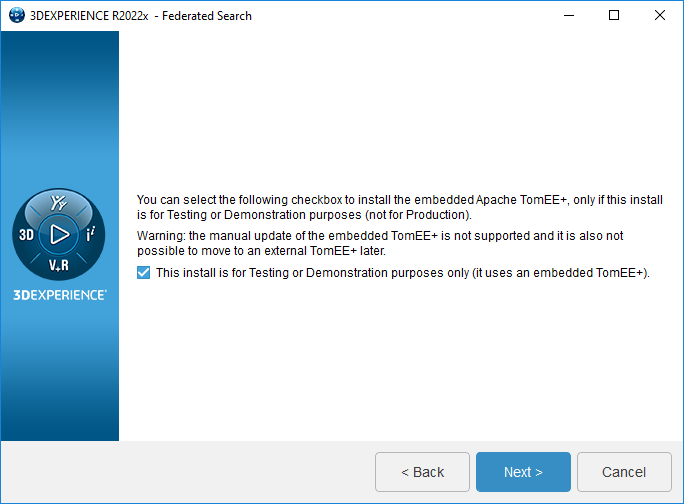 3DEXPERIENCE R2022x - Federated Search
You can select the following checkbox to install the embedded Apache TomEE+, only if this install
is for Testing or Demonstration purposes (not for Production).
Warning: the manual update of the embedded TomEE+ is not supported and it is also not
possible to move to an external TomEE+ later.
This install is for Testing or Demonstration purposes only (it uses an embedded TomEE+).
3D
i²
V+R
3DEXPERIENCE
< Back
Next >
Cancel